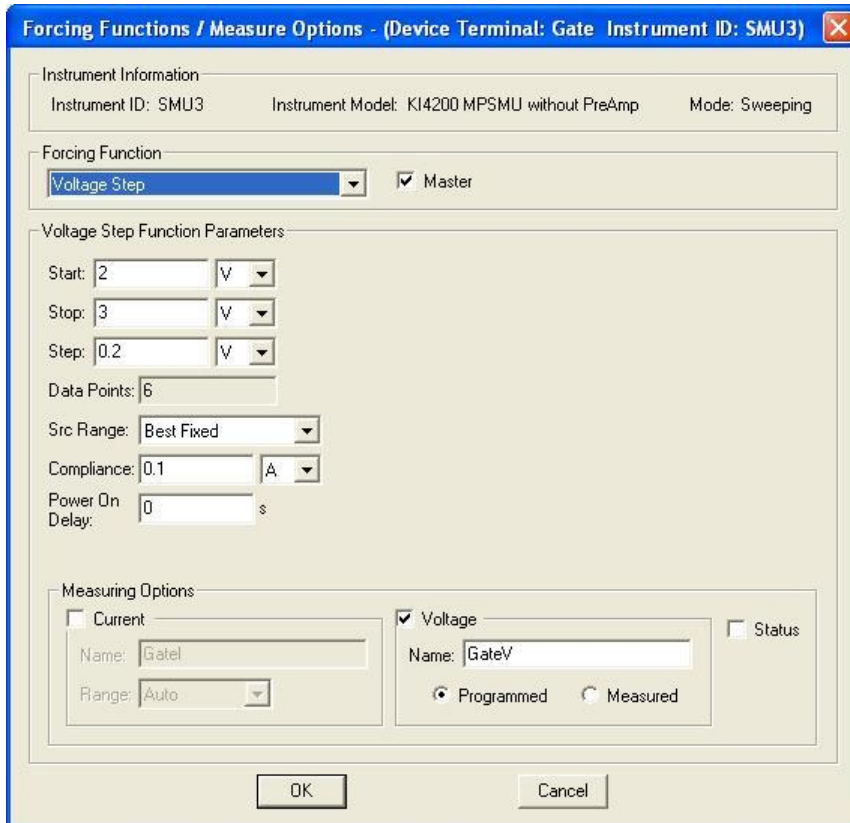 Forcing Functions / Measure Options - (Device Terminal: Gate Instrument ID: SMU3)
Instrument Information
Instrument ID: SMU3 Instrument Model: KI4200 MPSMU without PreAmp Mode: Sweeping
Forcing Function
Voltage Step Master
Voltage Step Function Parameters
Start: 2 V
Stop: 3 V
Step: 0.2 V
Data Points: 6
Src Range: Best Fixed
Compliance: 0.1 A
Power On
Delay: 0 s
Measuring Options
Current Voltage Status
Name: GateI Name: GateV
Range: Auto Programmed Measured
OK Cancel